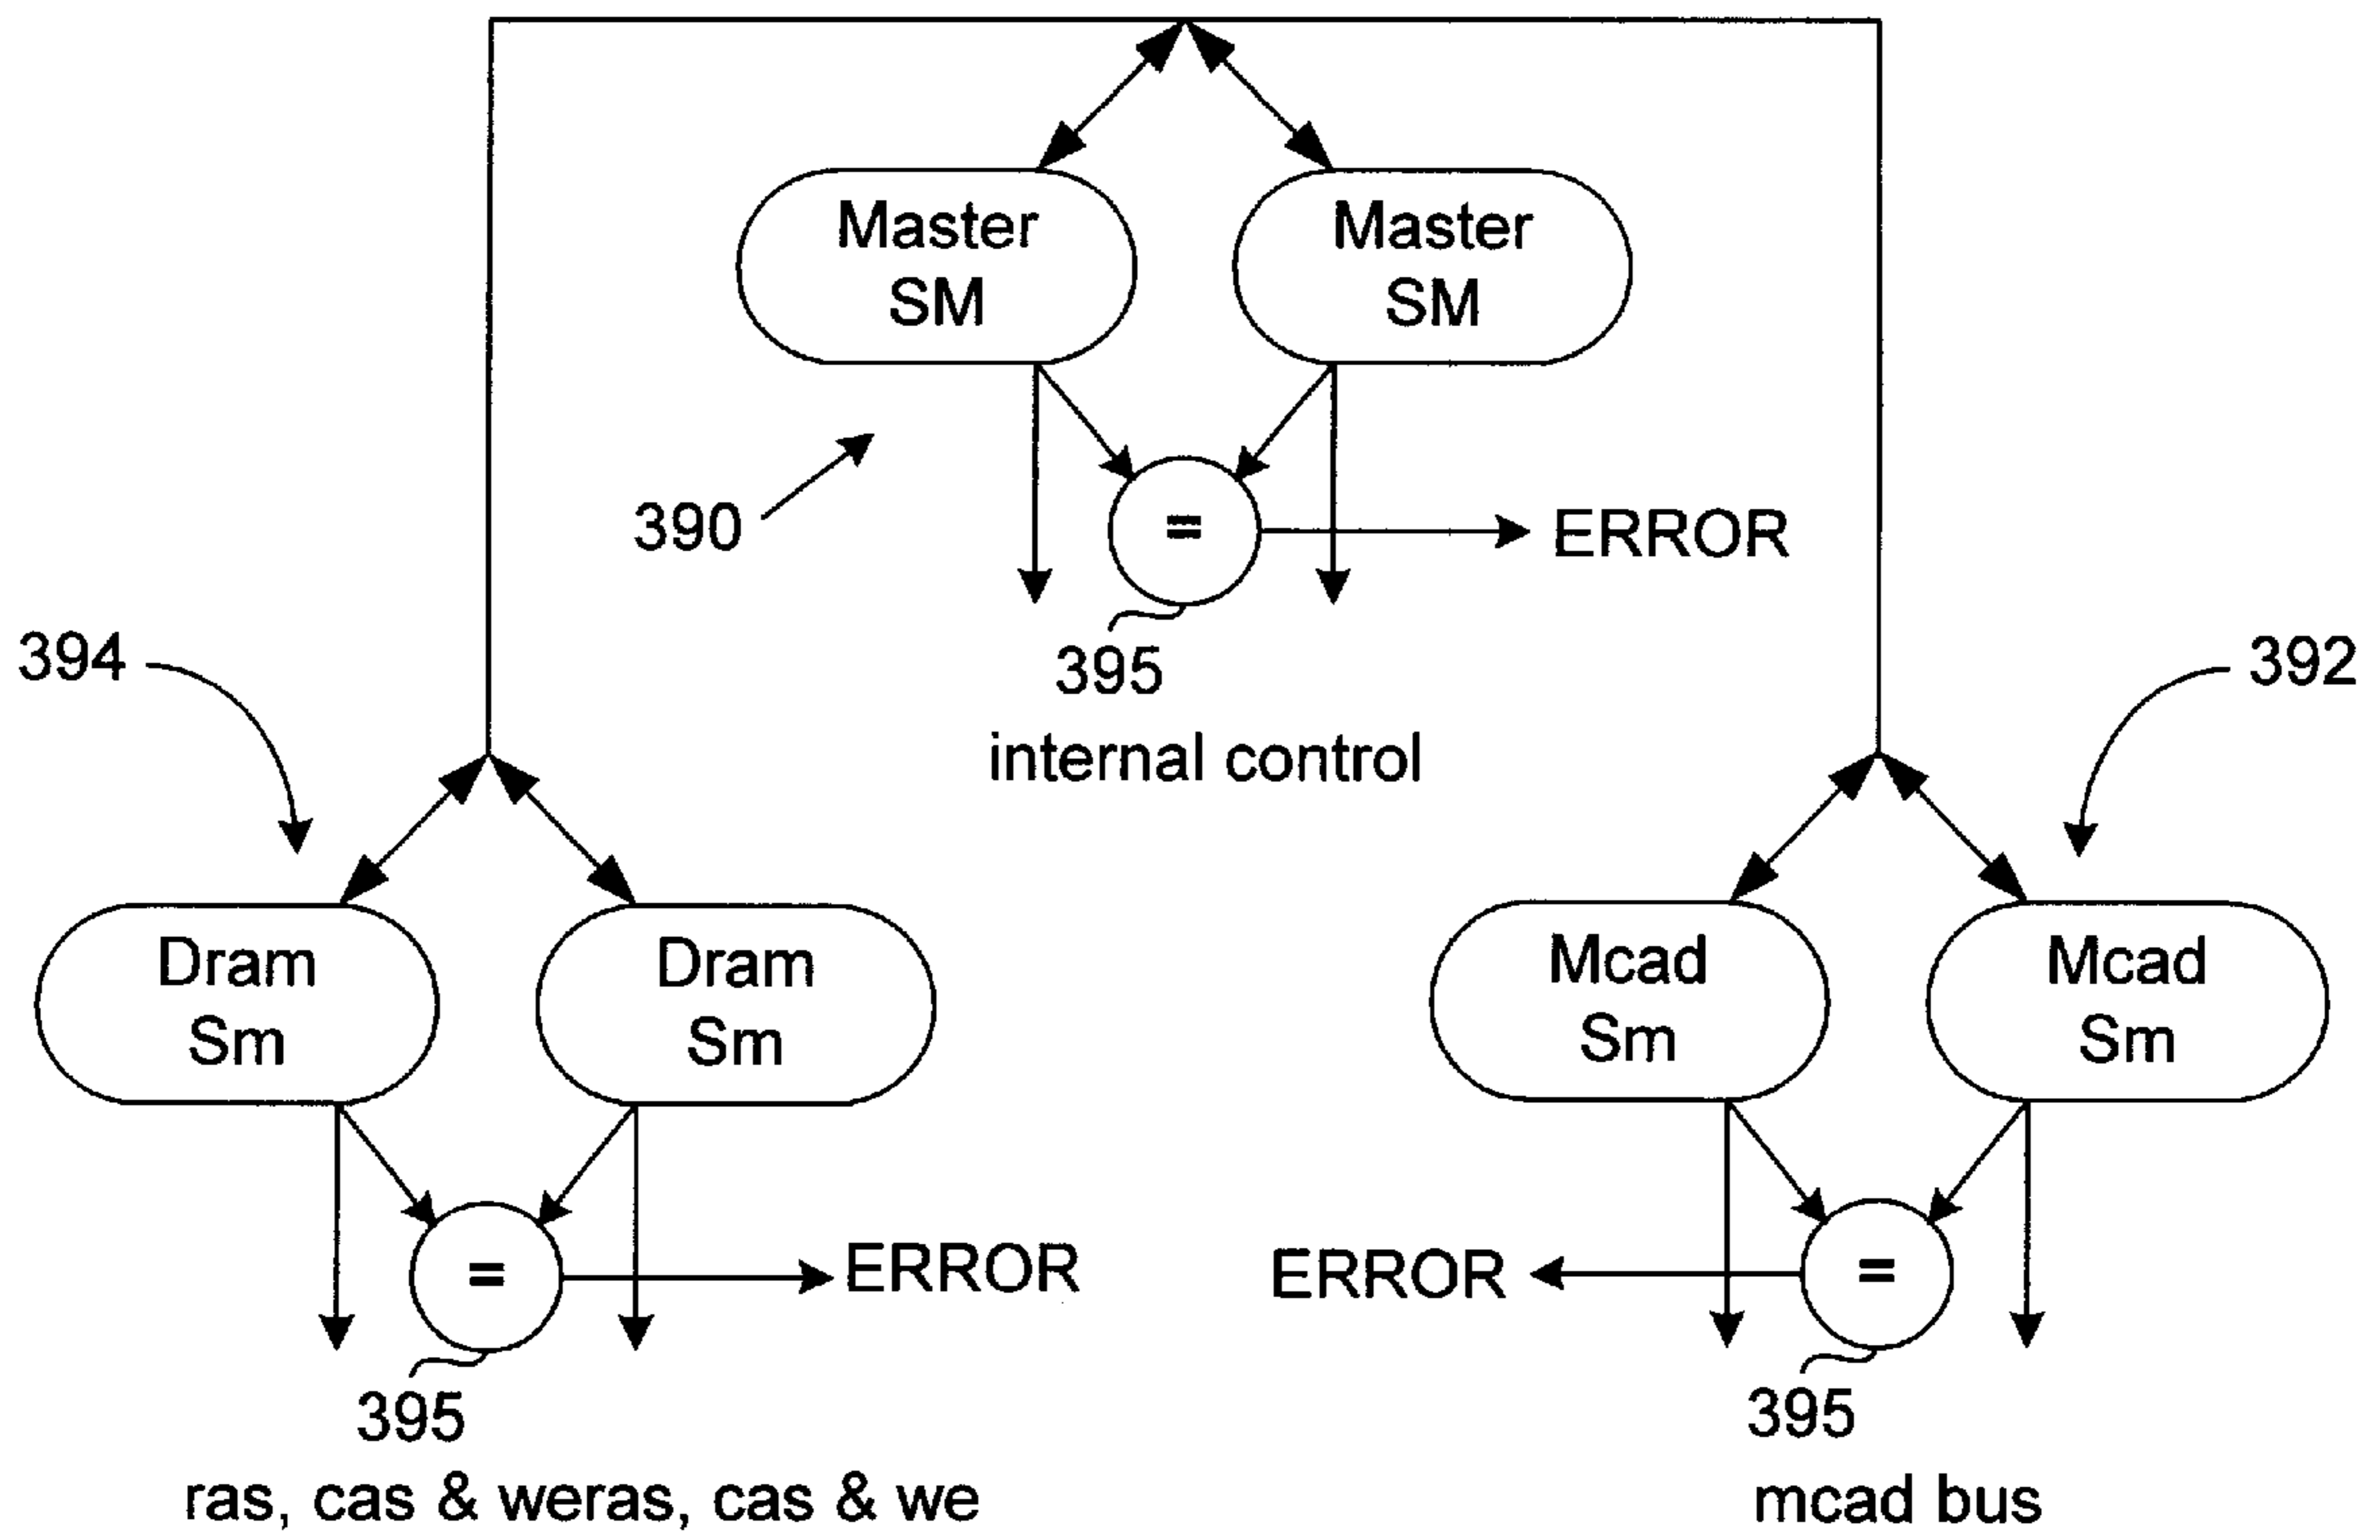 Master
SM
Master
SM
390
=
ERROR
395
internal control
394
392
Dram
Sm
Dram
Sm
Mcad
Sm
Mcad
Sm
=
ERROR
ERROR
=
395
395
ras, cas & weras, cas & we
mcad bus